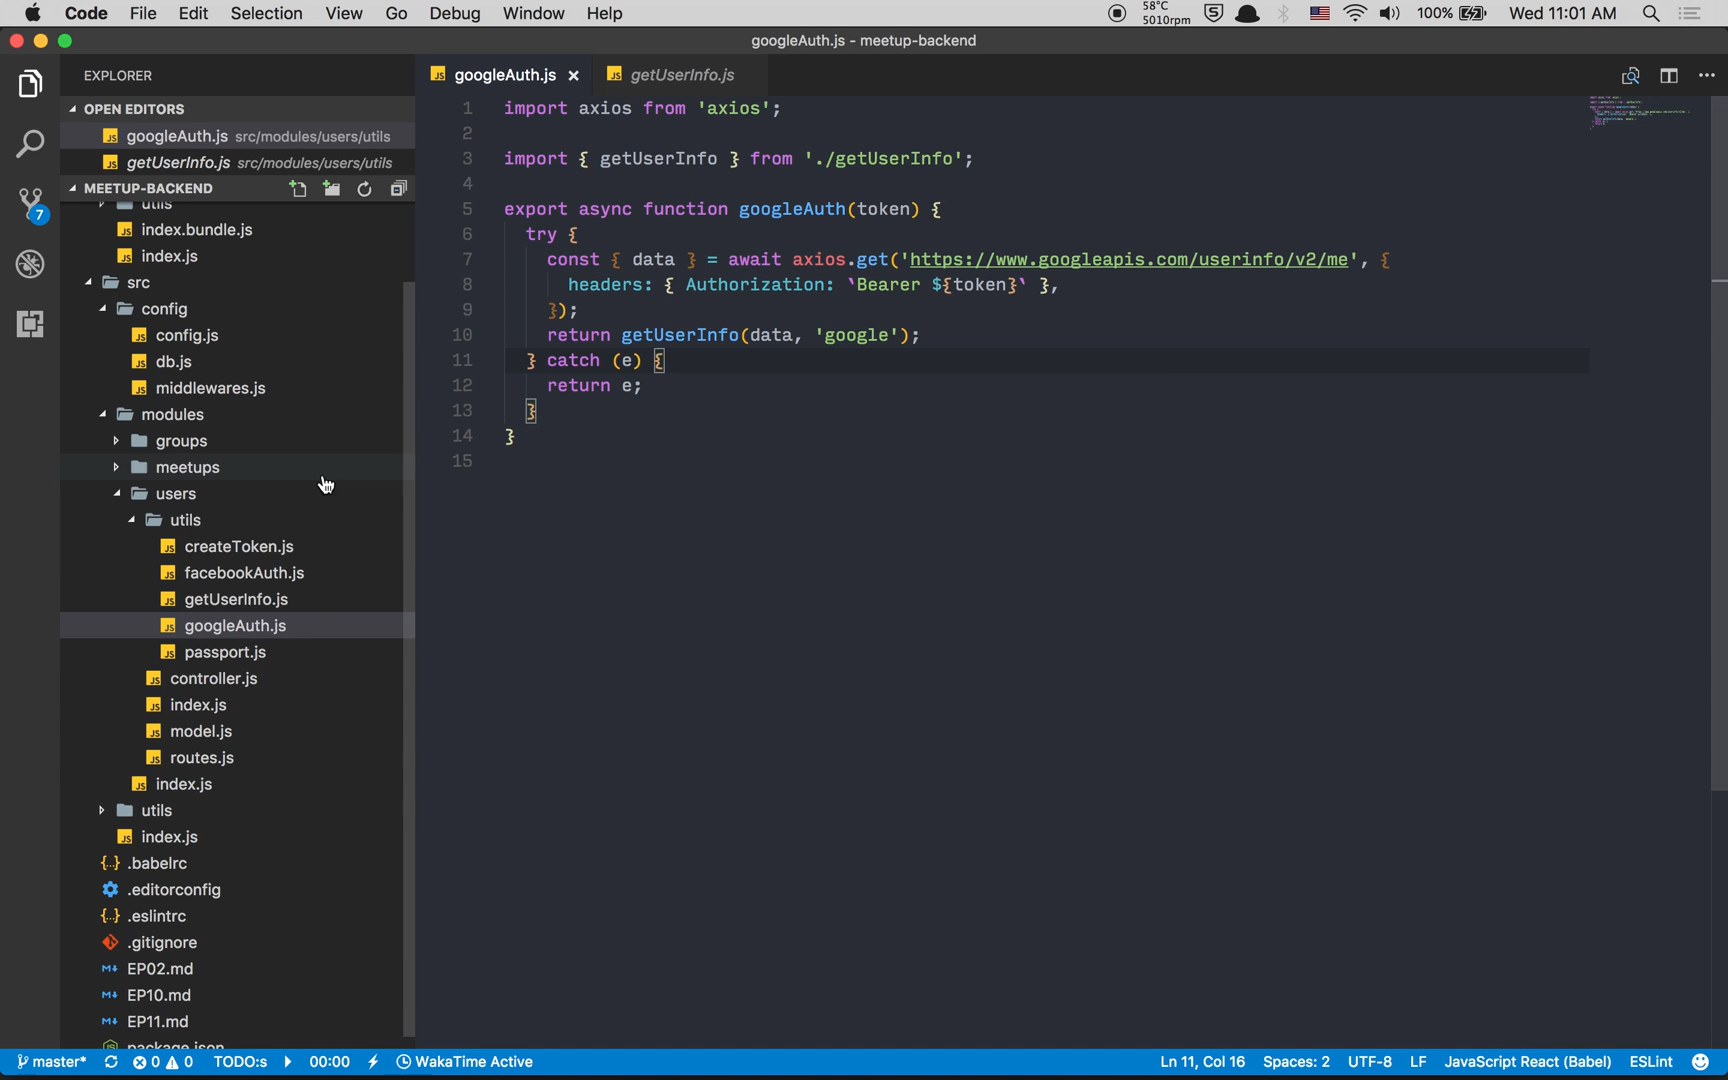 Code File Edit Selection View Go Debug Window Help 58°C 5010rpm 100% Wed 11:01 AM
googleAuth.js - meetup-backend
EXPLORER
OPEN EDITORS
googleAuth.js src/modules/users/utils
getUserInfo.js src/modules/users/utils
MEETUP-BACKEND
utils
index.bundle.js
index.js
src
config
config.js
db.js
middlewares.js
modules
groups
meetups
users
utils
createToken.js
facebookAuth.js
getUserInfo.js
googleAuth.js
passport.js
controller.js
index.js
model.js
routes.js
index.js
utils
index.js
.babelrc
.editorconfig
.eslintrc
.gitignore
EP02.md
EP10.md
EP11.md
package.json
7
googleAuth.js getUserInfo.js
1 import axios from 'axios';
2
3 import { getUserInfo } from './getUserInfo';
4
5 export async function googleAuth(token) {
6 try {
7 const { data } = await axios.get('https://www.googleapis.com/userinfo/v2/me', {
8 headers: { Authorization: `Bearer ${token}` },
9 });
10 return getUserInfo(data, 'google');
11 } catch (e) {
12 return e;
13 }
14 }
15
master* 0 0 TODO:s 00:00 WakaTime Active Ln 11, Col 16 Spaces: 2 UTF-8 LF JavaScript React (Babel) ESLint